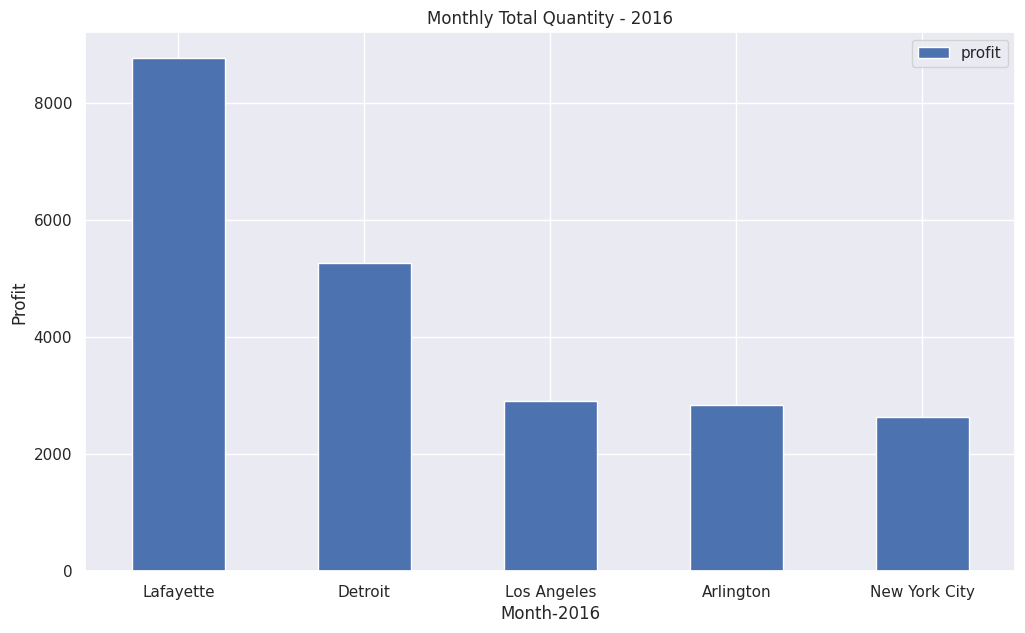 Monthly Total Quantity - 2016
profit
8000
6000
4000
2000
0
Profit
Lafayette
Detroit
Los Angeles
Arlington
New York City
Month-2016